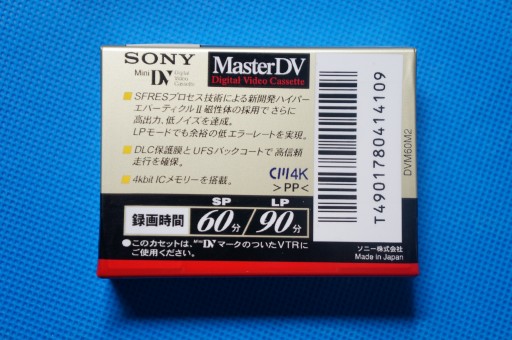 SONY
Mini DV Digital Video Cassette
MasterDV
Digital Video Cassette
■ SFRESプロセス技術による新開発ハイパー
エバーティクルⅡ磁性体の採用でさらに
高出力、低ノイズを達成。
LPモードでも余裕の低エラーレートを実現。
■ DLC保護膜とUFSバックコートで高信頼
走行を確保。
■ 4kbit ICメモリーを搭載。
CM4K
>PP<
録画時間
SP LP
60分/90分
●このカセットは、Mini DV マークのついたVTRに
ご使用ください。
T4901780414109
DVM60M2
ソニー株式会社
Made in Japan